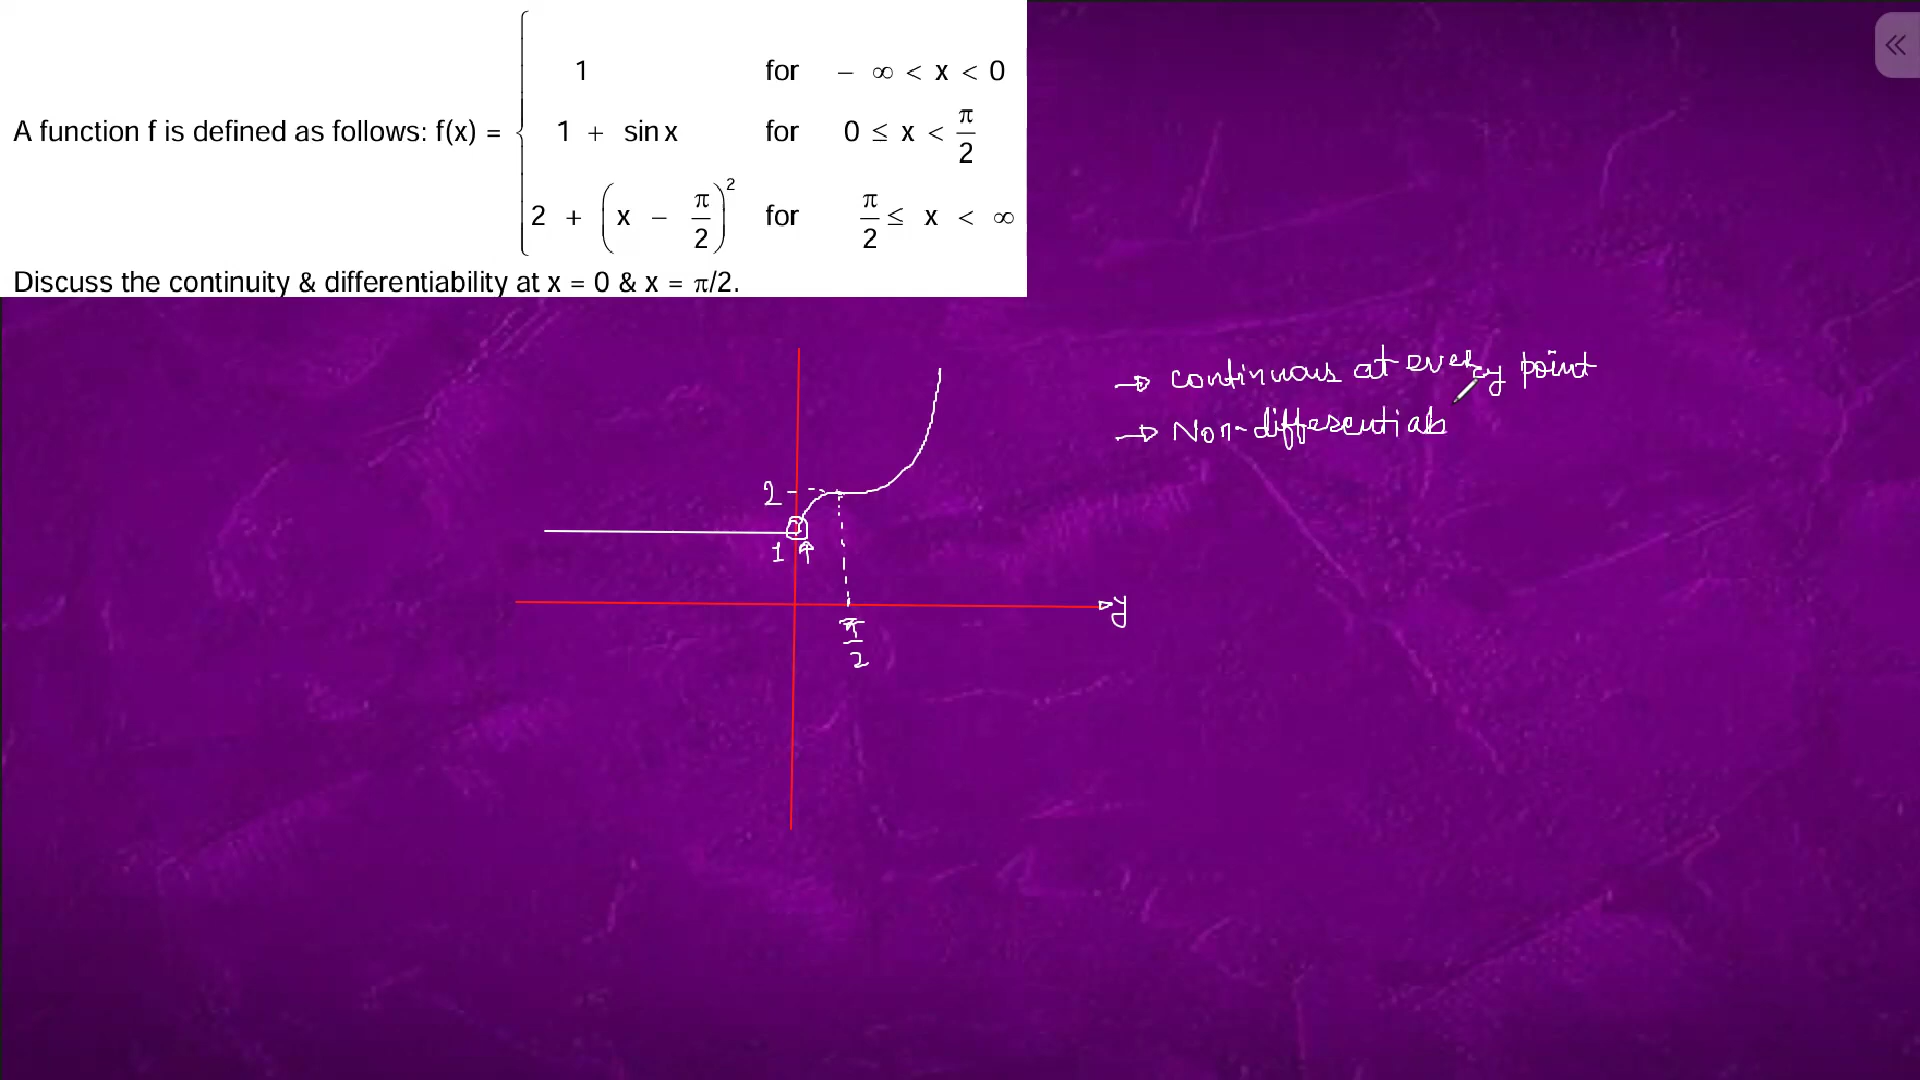 1 for − ∞ < x < 0
A function f is defined as follows: f(x) = 1 + sin x for 0 ≤ x < π/2
2 + (x − π/2)² for π/2 ≤ x < ∞
Discuss the continuity & differentiability at x = 0 & x = π/2.
→ continuous at every point
→ Non-differentiab
2
1
y
π/2